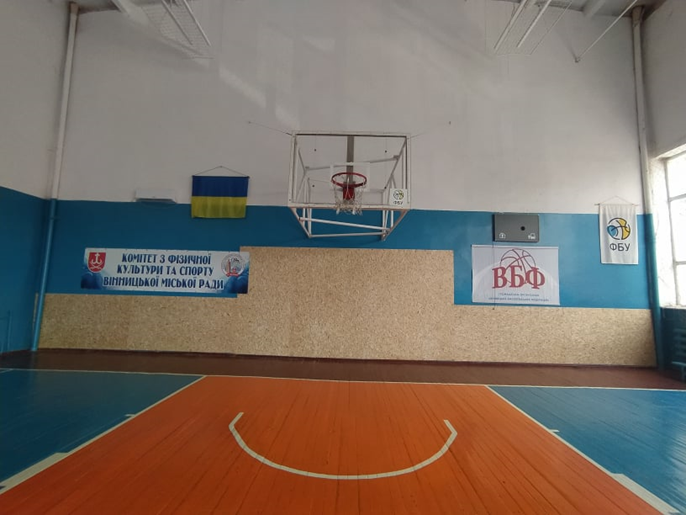 КОМІТЕТ З ФІЗИЧНОЇ
КУЛЬТУРИ ТА СПОРТУ
ВІННИЦЬКОЇ МІСЬКОЇ РАДИ
ФБУ
ВБФ
ФБУ